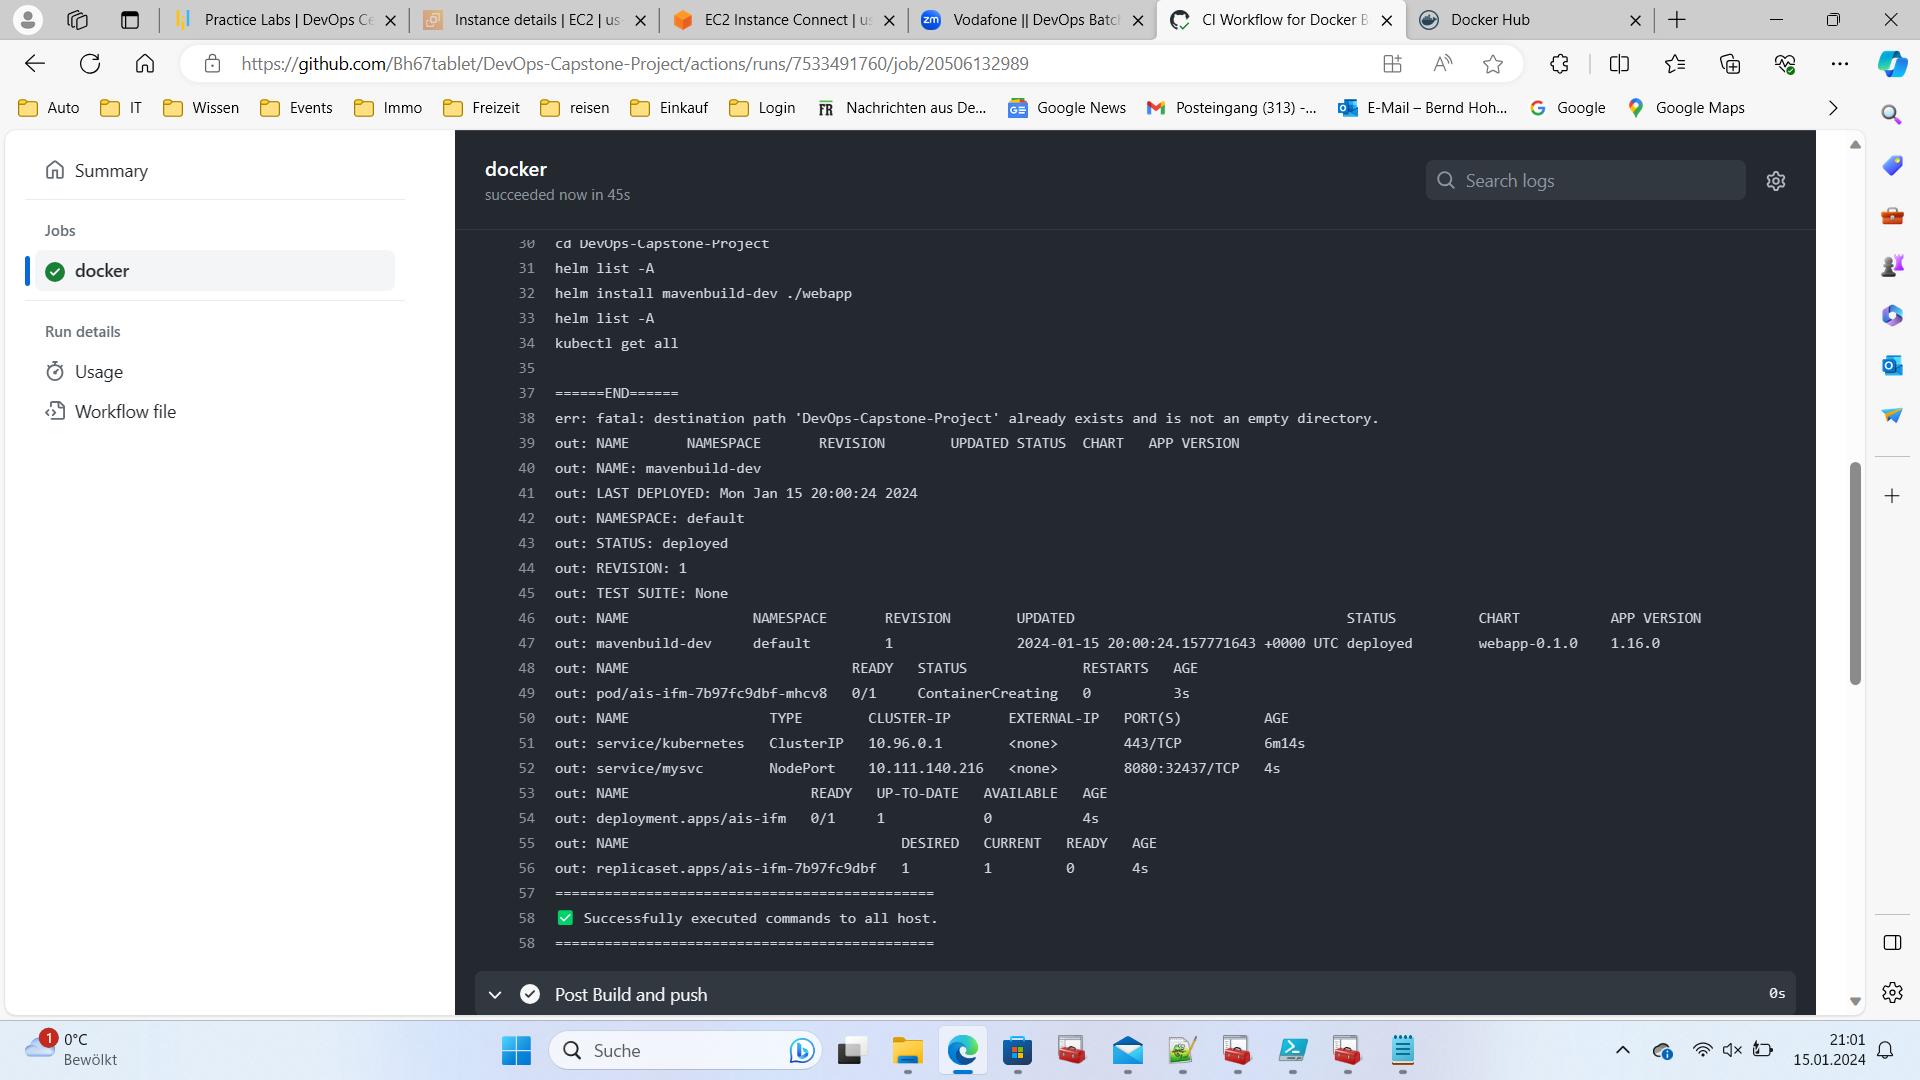 Practice Labs | DevOps Ce
Instance details | EC2 | us-
EC2 Instance Connect | us
zm Vodafone || DevOps Batch
CI Workflow for Docker B
Docker Hub
https://github.com/Bh67tablet/DevOps-Capstone-Project/actions/runs/7533491760/job/20506132989
Auto IT Wissen Events Immo Freizeit reisen Einkauf Login FR Nachrichten aus De... Google News Posteingang (313) -... E-Mail – Bernd Hoh... Google Google Maps
Summary
Jobs
docker
Run details
Usage
Workflow file
docker
succeeded now in 45s
Search logs
30 cd DevOps-Capstone-Project
31 helm list -A
32 helm install mavenbuild-dev ./webapp
33 helm list -A
34 kubectl get all
35
37 ======END======
38 err: fatal: destination path 'DevOps-Capstone-Project' already exists and is not an empty directory.
39 out: NAME NAMESPACE REVISION UPDATED STATUS CHART APP VERSION
40 out: NAME: mavenbuild-dev
41 out: LAST DEPLOYED: Mon Jan 15 20:00:24 2024
42 out: NAMESPACE: default
43 out: STATUS: deployed
44 out: REVISION: 1
45 out: TEST SUITE: None
46 out: NAME NAMESPACE REVISION UPDATED STATUS CHART APP VERSION
47 out: mavenbuild-dev default 1 2024-01-15 20:00:24.157771643 +0000 UTC deployed webapp-0.1.0 1.16.0
48 out: NAME READY STATUS RESTARTS AGE
49 out: pod/ais-ifm-7b97fc9dbf-mhcv8 0/1 ContainerCreating 0 3s
50 out: NAME TYPE CLUSTER-IP EXTERNAL-IP PORT(S) AGE
51 out: service/kubernetes ClusterIP 10.96.0.1 <none> 443/TCP 6m14s
52 out: service/mysvc NodePort 10.111.140.216 <none> 8080:32437/TCP 4s
53 out: NAME READY UP-TO-DATE AVAILABLE AGE
54 out: deployment.apps/ais-ifm 0/1 1 0 4s
55 out: NAME DESIRED CURRENT READY AGE
56 out: replicaset.apps/ais-ifm-7b97fc9dbf 1 1 0 4s
57 ==============================================
58 ✅ Successfully executed commands to all host.
58 ==============================================
Post Build and push 0s
1
0°C
Bewölkt
Suche
21:01
15.01.2024